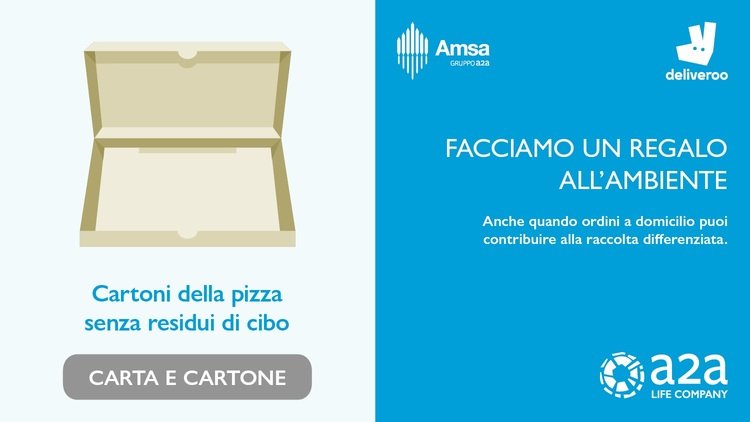 Cartoni della pizza
senza residui di cibo
CARTA E CARTONE
Amsa
GRUPPO a2a
deliveroo
FACCIAMO UN REGALO
ALL'AMBIENTE
Anche quando ordini a domicilio puoi
contribuire alla raccolta differenziata.
a2a
LIFE COMPANY